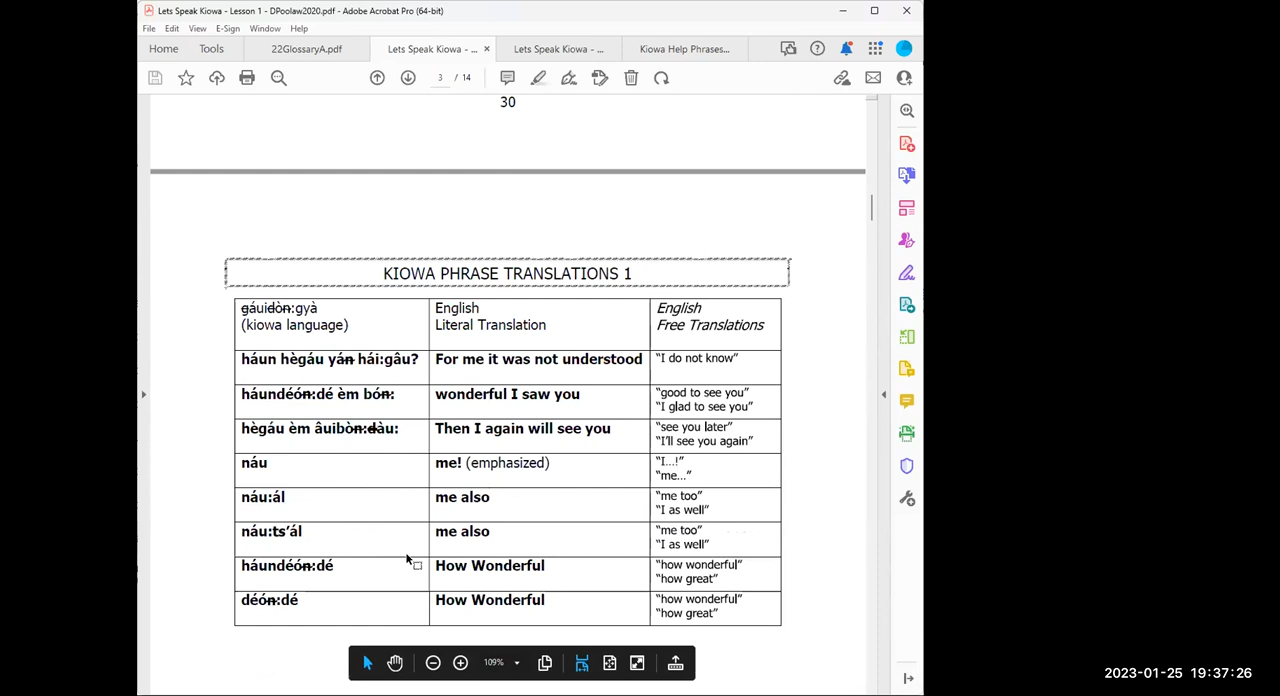 Lets Speak Kiowa - Lesson 1 - DPoolaw2020.pdf - Adobe Acrobat Pro (64-bit)
File Edit View E-Sign Window Help
Home Tools 22GlossaryA.pdf Lets Speak Kiowa - ... × Lets Speak Kiowa - ... Kiowa Help Phrases...
3 / 14
30
KIOWA PHRASE TRANSLATIONS 1
g̶áuid̶òn̶:gyà English English
(kiowa language) Literal Translation Free Translations
háun hègáu yán̶ hái:gâu? For me it was not understood “I do not know”
háundéón̶:dé èm bón̶: wonderful I saw you “good to see you”
“I glad to see you”
hègáu èm âuibòn̶:d̶àu: Then I again will see you “see you later”
“I’ll see you again”
náu me! (emphasized) “I...!”
“me...”
náu:ál me also “me too”
“I as well”
náu:ts’ál me also “me too”
“I as well”
háundéón̶:dé How Wonderful “how wonderful”
“how great”
déón̶:dé How Wonderful “how wonderful”
“how great”
109%
2023-01-25 19:37:26